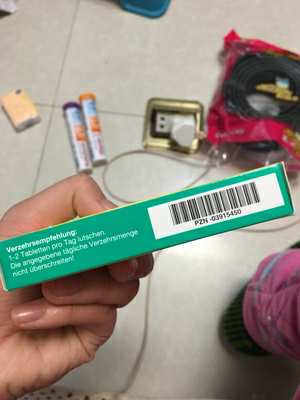 Verzehrsempfehlung:
1-2 Tabletten pro Tag lutschen.
Die angegebene tägliche Verzehrsmenge
nicht überschreiten!
PZN -03915450